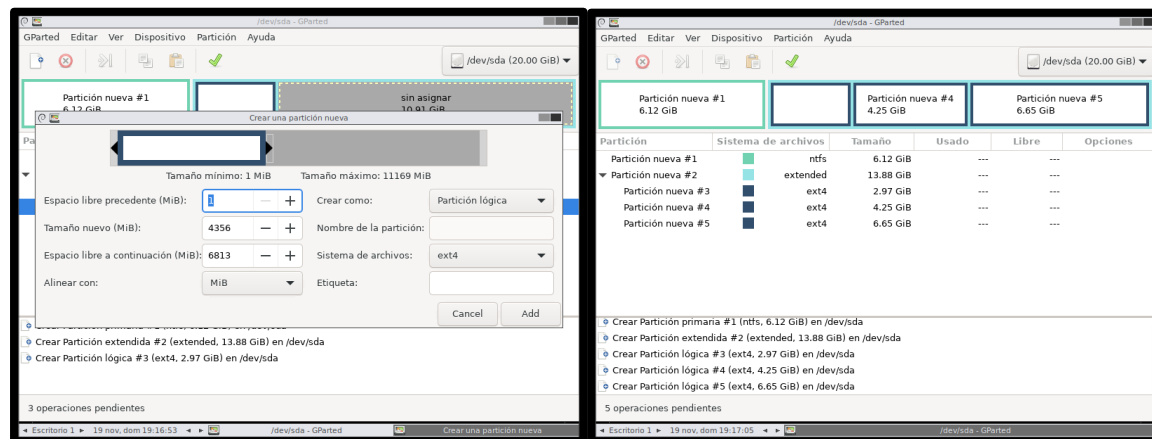 /dev/sda - GParted
GParted Editar Ver Dispositivo Partición Ayuda
/dev/sda (20.00 GiB)
Partición nueva #1
6.12 GiB
sin asignar
10.91 GiB
Crear una partición nueva
Tamaño mínimo: 1 MiB Tamaño máximo: 11169 MiB
Espacio libre precedente (MiB): 1 Crear como: Partición lógica
Tamaño nuevo (MiB): 4356 Nombre de la partición:
Espacio libre a continuación (MiB): 6813 Sistema de archivos: ext4
Alinear con: MiB Etiqueta:
Cancel Add
Crear Partición extendida #2 (extended, 13.88 GiB) en /dev/sda
Crear Partición lógica #3 (ext4, 2.97 GiB) en /dev/sda
3 operaciones pendientes
Escritorio 1 19 nov, dom 19:16:53 /dev/sda - GParted Crear una partición nueva
/dev/sda - GParted
GParted Editar Ver Dispositivo Partición Ayuda
/dev/sda (20.00 GiB)
Partición nueva #1 Partición nueva #4 Partición nueva #5
6.12 GiB 4.25 GiB 6.65 GiB
Partición Sistema de archivos Tamaño Usado Libre Opciones
Partición nueva #1 ntfs 6.12 GiB --- ---
Partición nueva #2 extended 13.88 GiB --- ---
Partición nueva #3 ext4 2.97 GiB --- ---
Partición nueva #4 ext4 4.25 GiB --- ---
Partición nueva #5 ext4 6.65 GiB --- ---
Crear Partición primaria #1 (ntfs, 6.12 GiB) en /dev/sda
Crear Partición extendida #2 (extended, 13.88 GiB) en /dev/sda
Crear Partición lógica #3 (ext4, 2.97 GiB) en /dev/sda
Crear Partición lógica #4 (ext4, 4.25 GiB) en /dev/sda
Crear Partición lógica #5 (ext4, 6.65 GiB) en /dev/sda
5 operaciones pendientes
Escritorio 1 19 nov, dom 19:17:05 /dev/sda - GParted